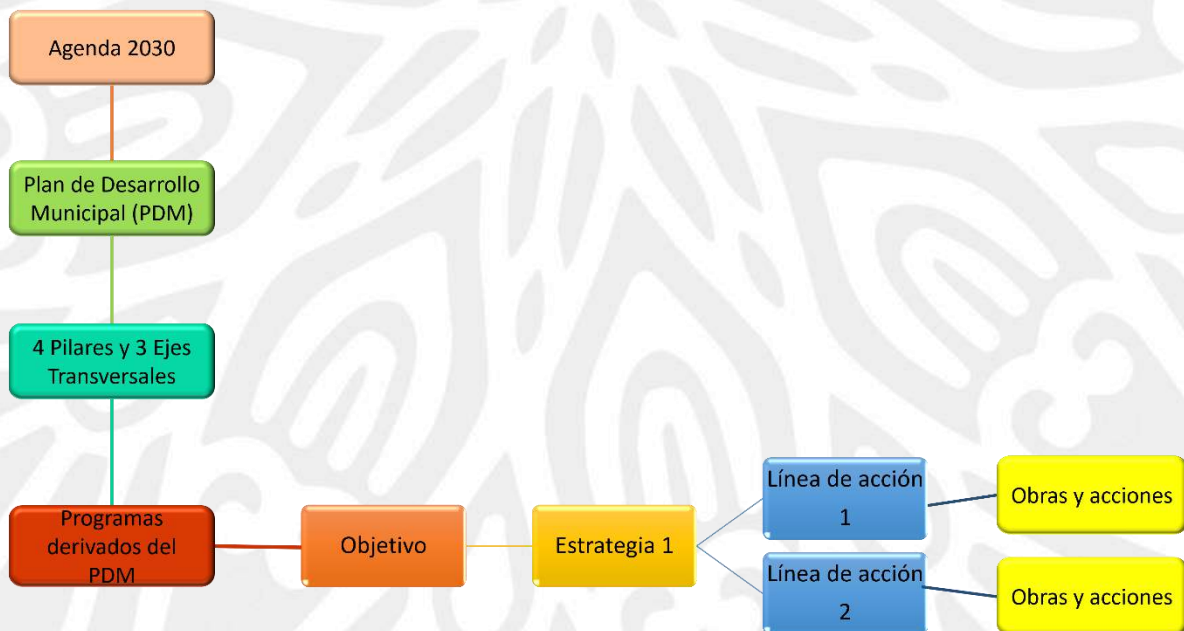 Agenda 2030
Plan de Desarrollo
Municipal (PDM)
4 Pilares y 3 Ejes
Transversales
Programas
derivados del
PDM
Objetivo
Estrategia 1
Línea de acción
1
Obras y acciones
Línea de acción
2
Obras y acciones